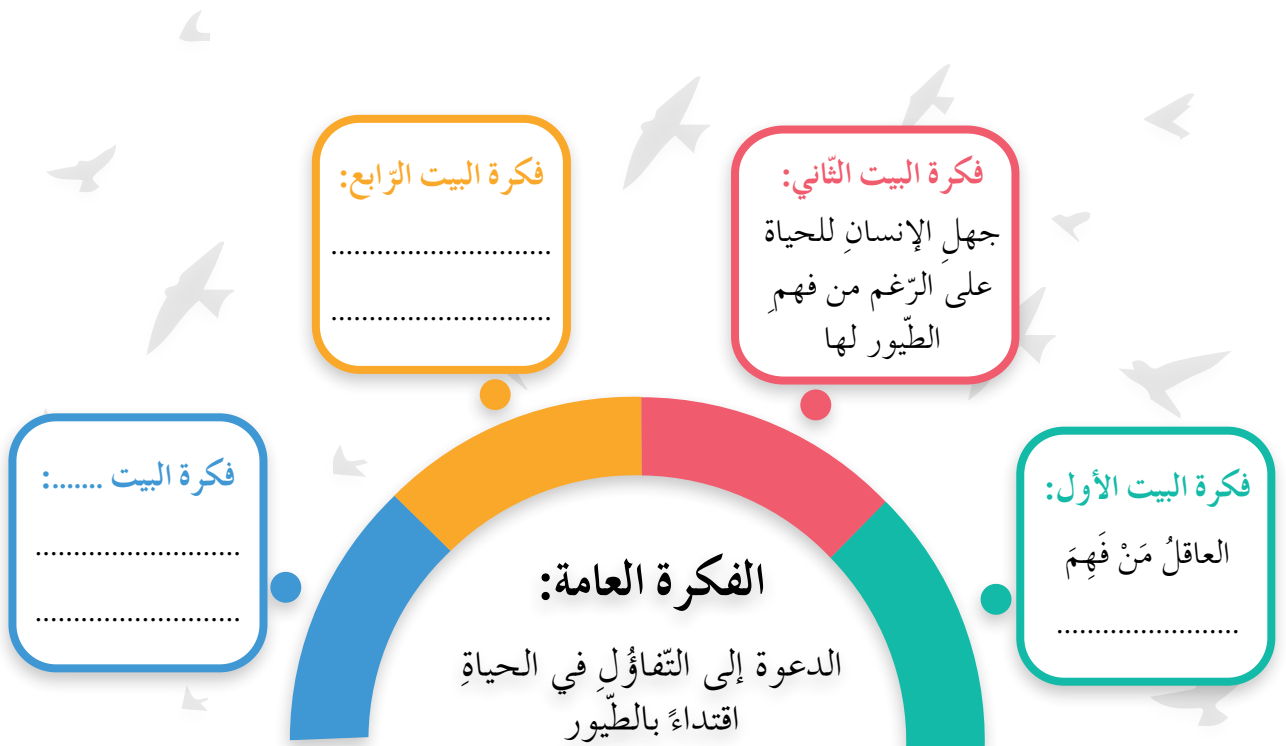 فكرة البيت الأول:
العاقلُ مَنْ فَهِمَ
........................
فكرة البيت الثّاني:
جهلِ الإنسانِ للحياة
على الرّغم من فهمِ
الطّيور لها
فكرة البيت الرّابع:
.............................
.............................
فكرة البيت .......:
...........................
...........................
الفكرة العامة:
الدعوة إلى التّفاؤُلِ في الحياةِ
اقتداءً بالطّيور